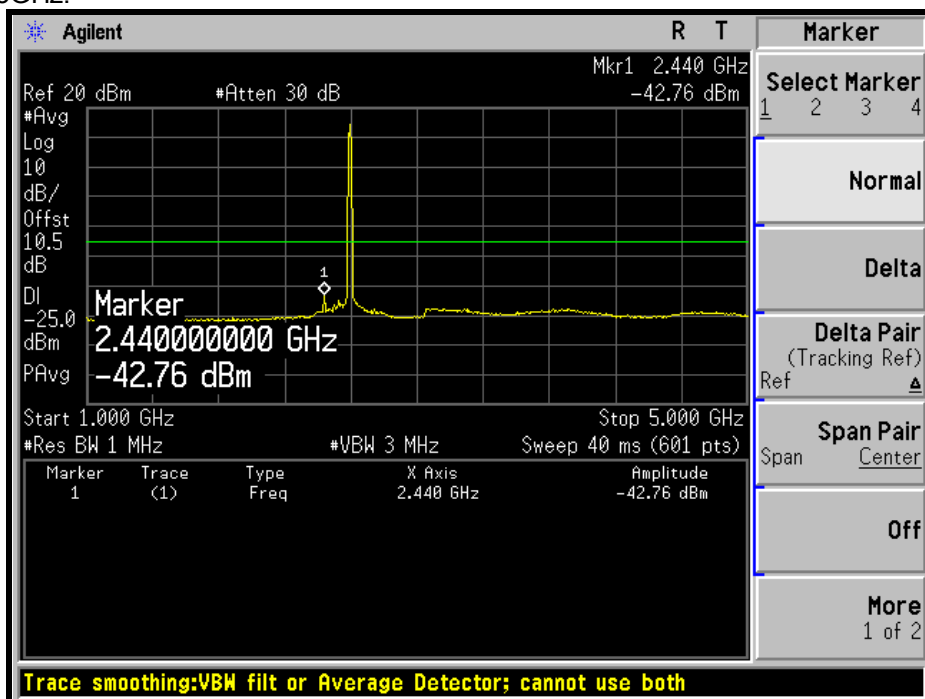 Agilent R T Marker
Mkr1 2.440 GHz
Ref 20 dBm #Atten 30 dB -42.76 dBm
#Avg
Log
10
dB/
Offst
10.5
dB
DI
-25.0
dBm
PAvg
1
Marker
2.440000000 GHz
-42.76 dBm
Start 1.000 GHz Stop 5.000 GHz
#Res BW 1 MHz #VBW 3 MHz Sweep 40 ms (601 pts)
Marker Trace Type X Axis Amplitude
1 (1) Freq 2.440 GHz -42.76 dBm
Select Marker
1 2 3 4
Normal
Delta
Delta Pair
(Tracking Ref)
Ref Δ
Span Pair
Span Center
Off
More
1 of 2
Trace smoothing:VBW filt or Average Detector; cannot use both